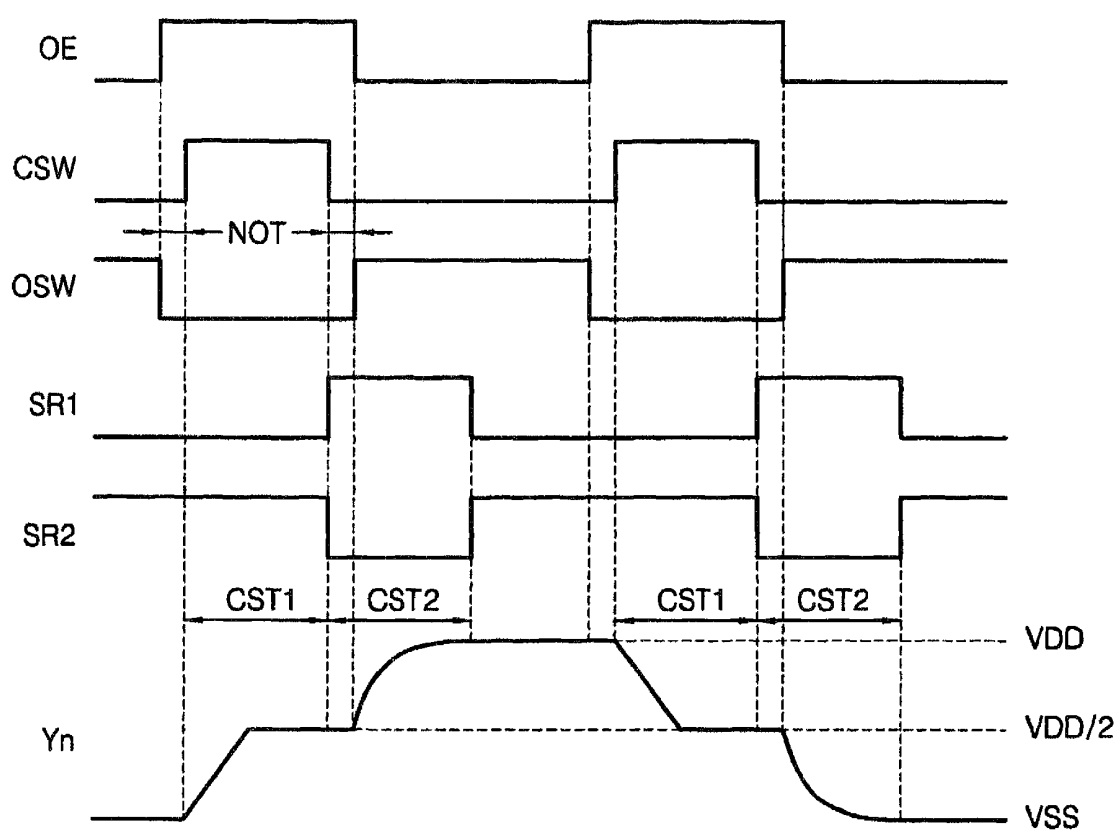 OE
CSW
NOT
OSW
SR1
SR2
CST1 CST2 CST1 CST2
VDD
Yn
VDD/2
VSS